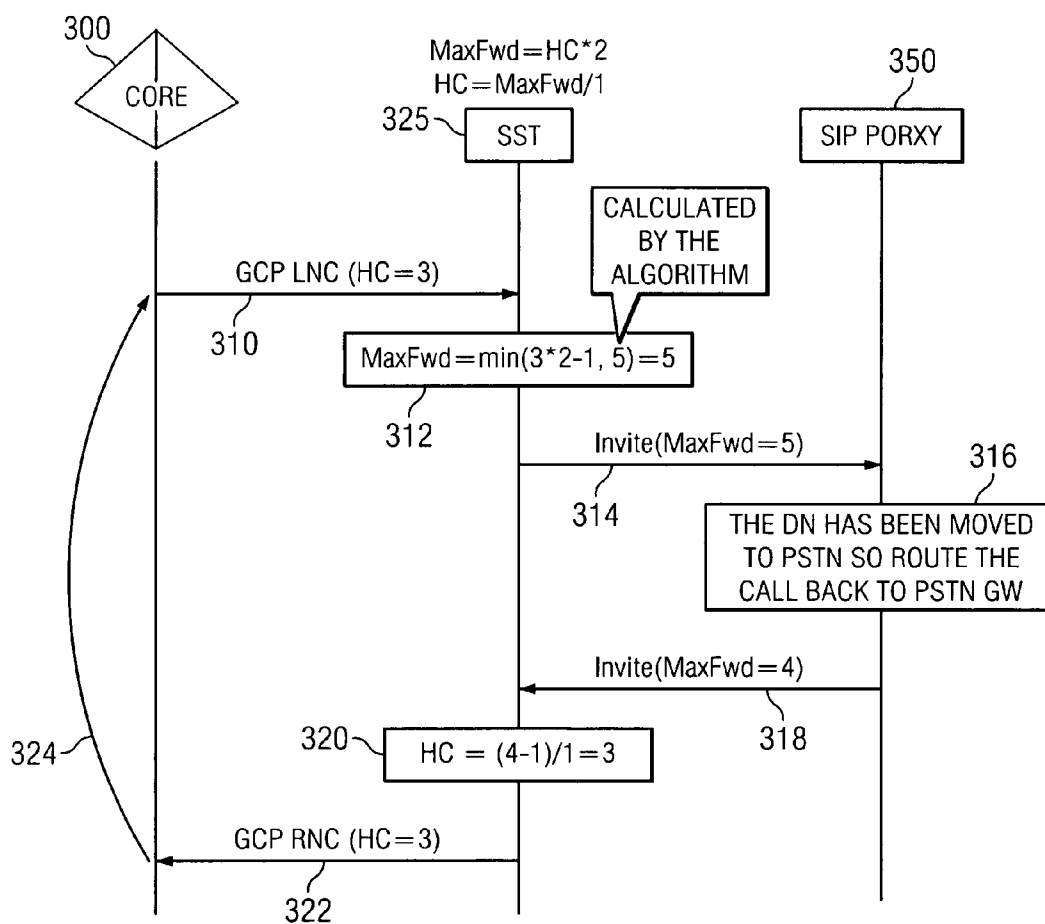 300
CORE
MaxFwd=HC*2
HC=MaxFwd/1
325
SST
350
SIP PORXY
CALCULATED
BY THE
ALGORITHM
GCP LNC (HC=3)
310
MaxFwd=min(3*2-1, 5)=5
312
Invite(MaxFwd=5)
314
316
THE DN HAS BEEN MOVED
TO PSTN SO ROUTE THE
CALL BACK TO PSTN GW
Invite(MaxFwd=4)
318
320
HC = (4-1)/1=3
324
GCP RNC (HC=3)
322